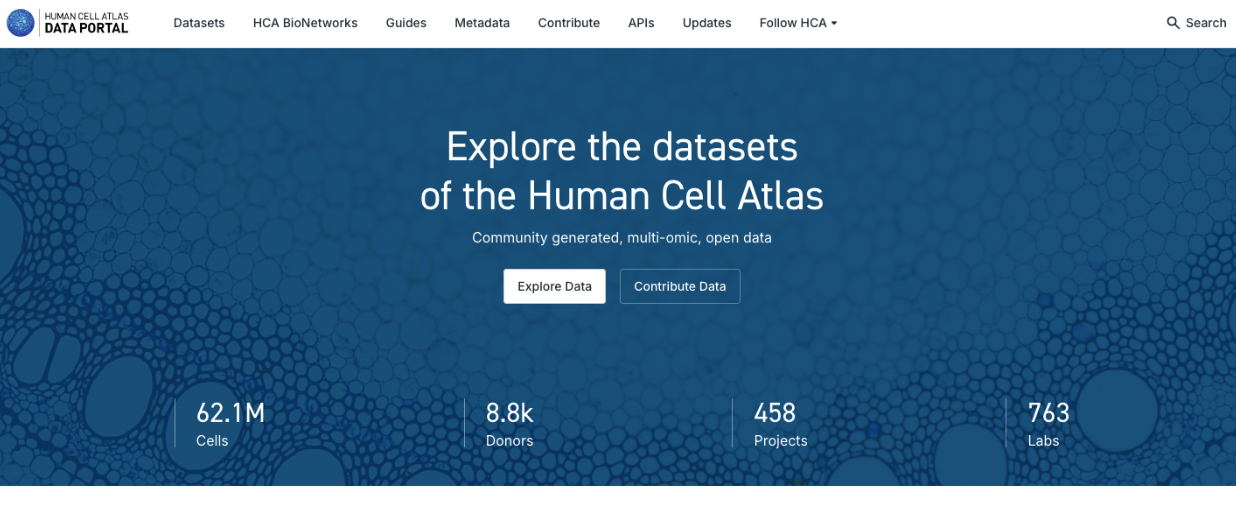 HUMAN CELL ATLAS
DATA PORTAL
Datasets HCA BioNetworks Guides Metadata Contribute APIs Updates Follow HCA Search
Explore the datasets
of the Human Cell Atlas
Community generated, multi-omic, open data
Explore Data Contribute Data
62.1M 8.8k 458 763
Cells Donors Projects Labs